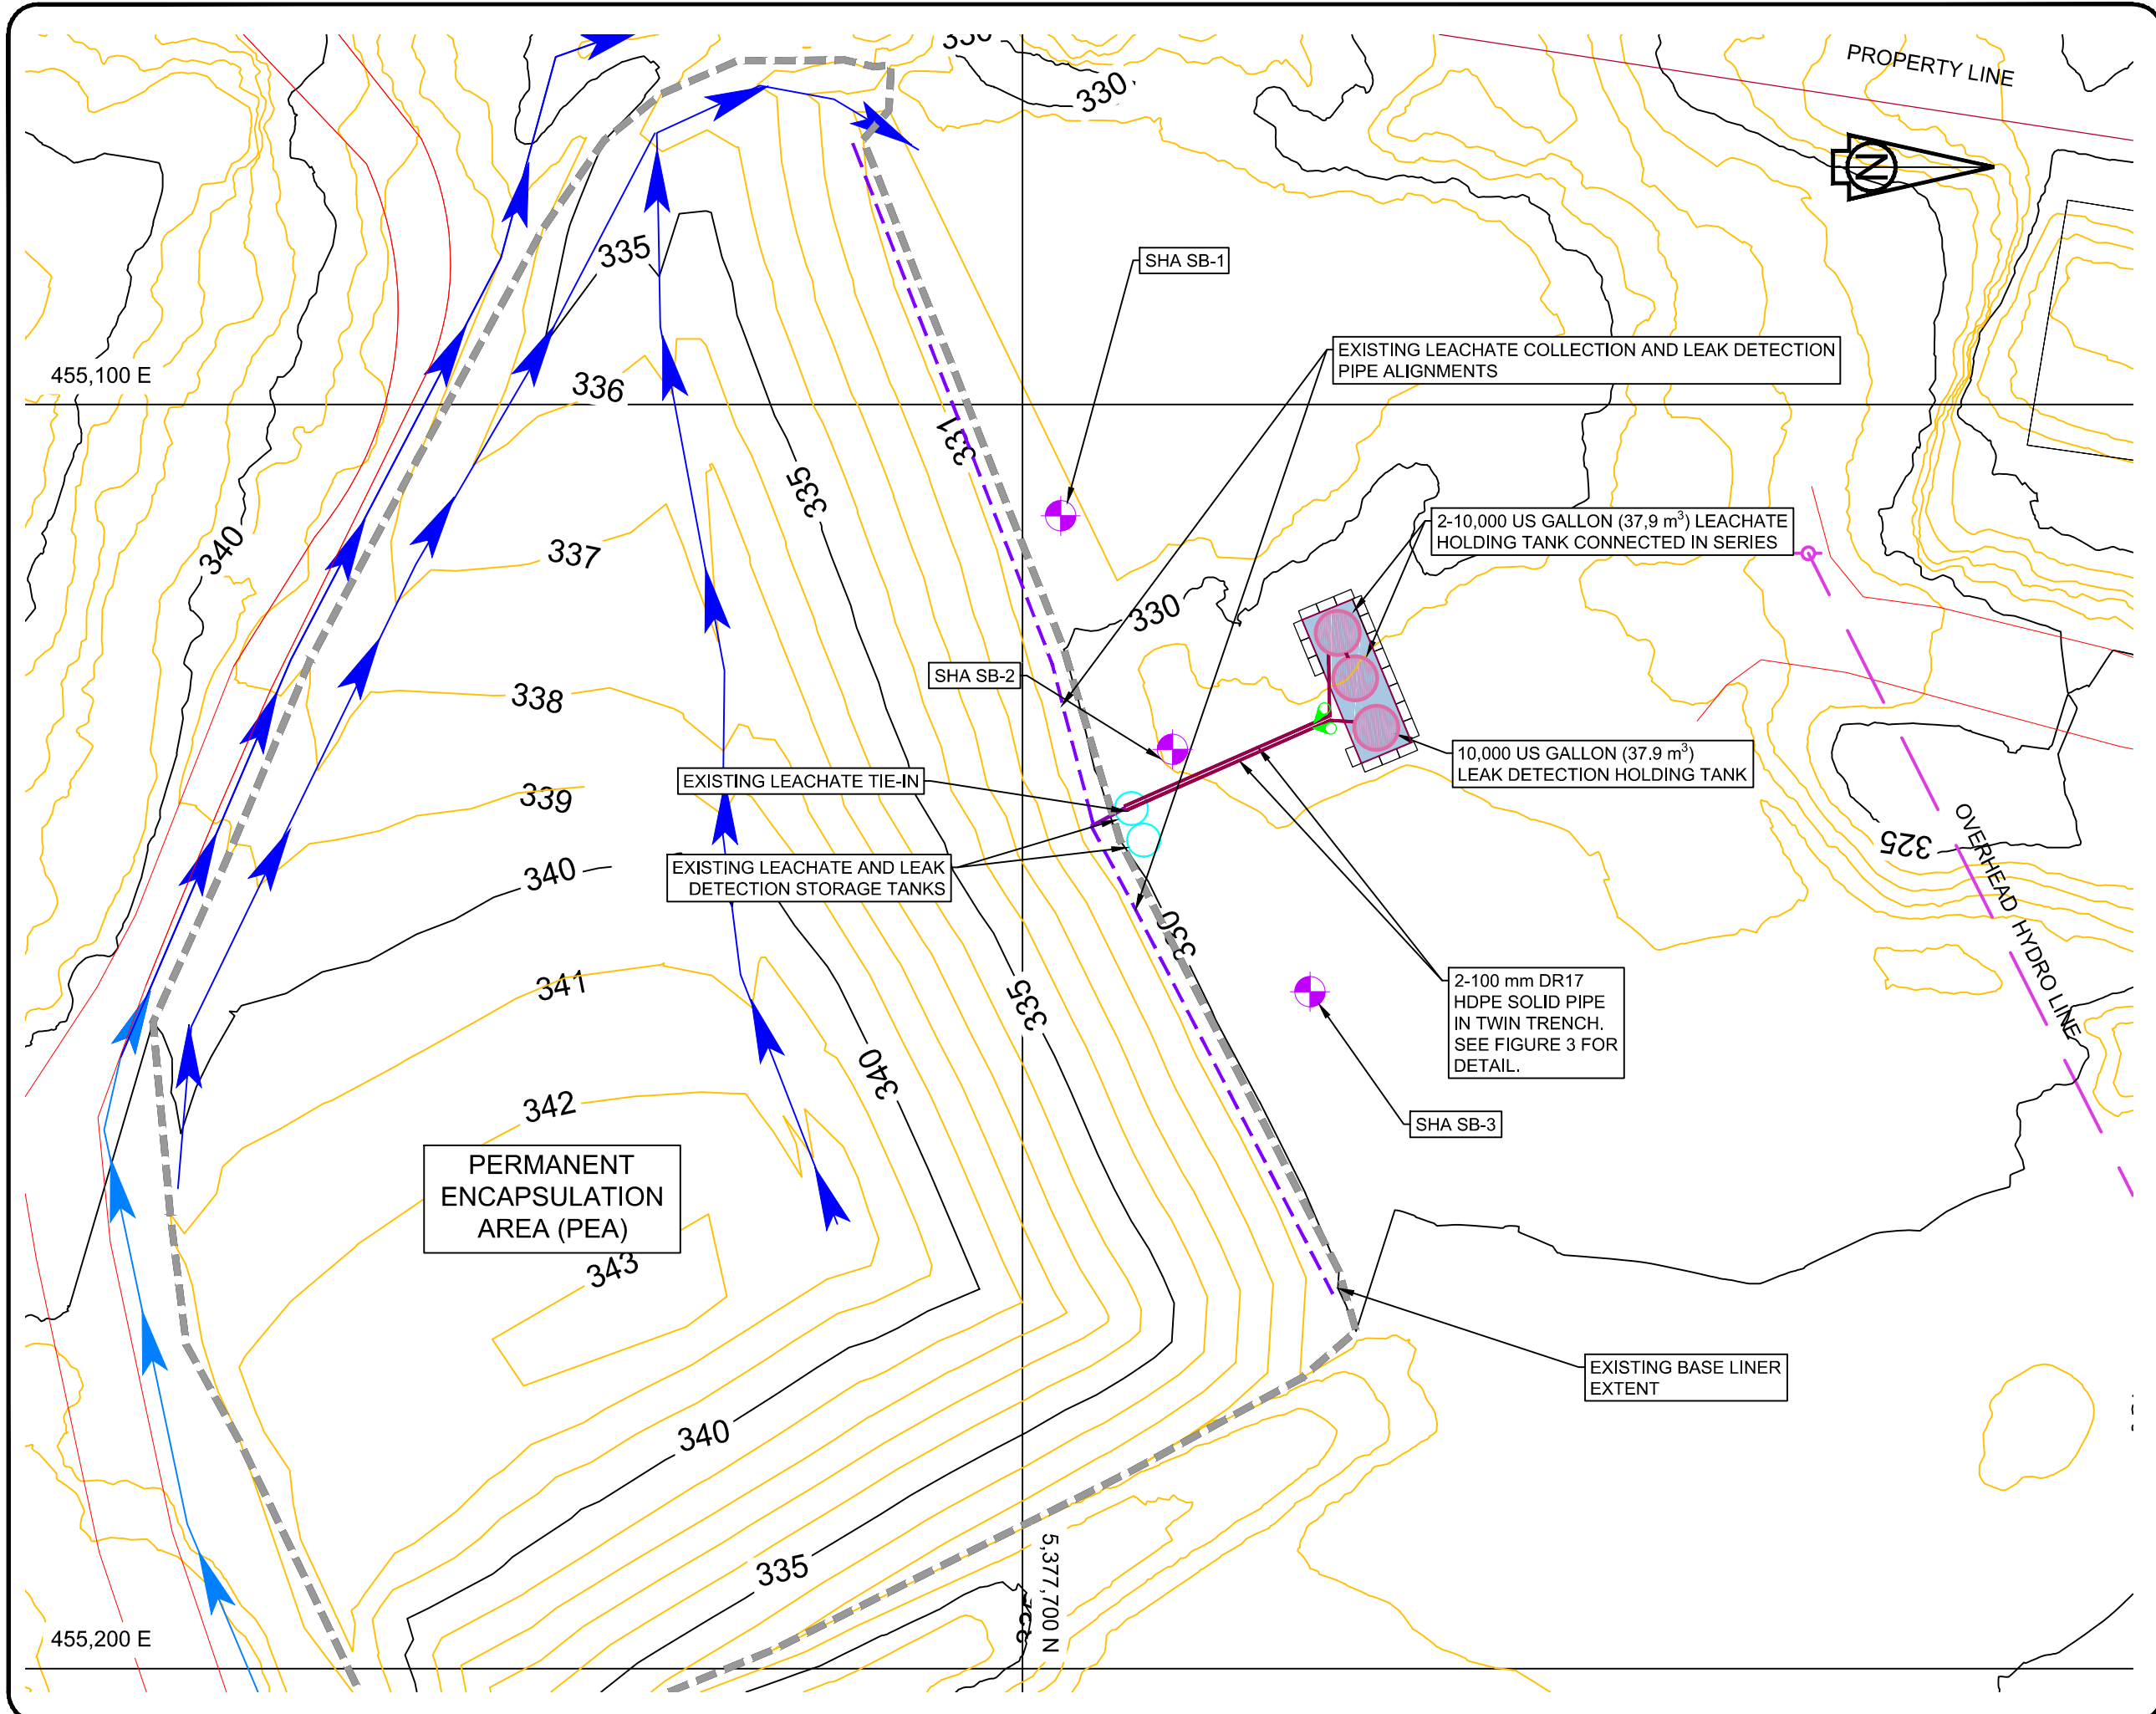 PROPERTY LINE
330
N
335
SHA SB-1
EXISTING LEACHATE COLLECTION AND LEAK DETECTION
PIPE ALIGNMENTS
455,100 E
336
331
335
340
337
2-10,000 US GALLON (37,9 m³) LEACHATE
HOLDING TANK CONNECTED IN SERIES
330
SHA SB-2
338
EXISTING LEACHATE TIE-IN
10,000 US GALLON (37.9 m³)
LEAK DETECTION HOLDING TANK
339
340
EXISTING LEACHATE AND LEAK
DETECTION STORAGE TANKS
325
OVERHEAD HYDRO LINE
330
341
335
2-100 mm DR17
HDPE SOLID PIPE
IN TWIN TRENCH.
SEE FIGURE 3 FOR
DETAIL.
340
342
SHA SB-3
PERMANENT
ENCAPSULATION
AREA (PEA)
343
EXISTING BASE LINER
EXTENT
340
335
5,377,700 N
455,200 E